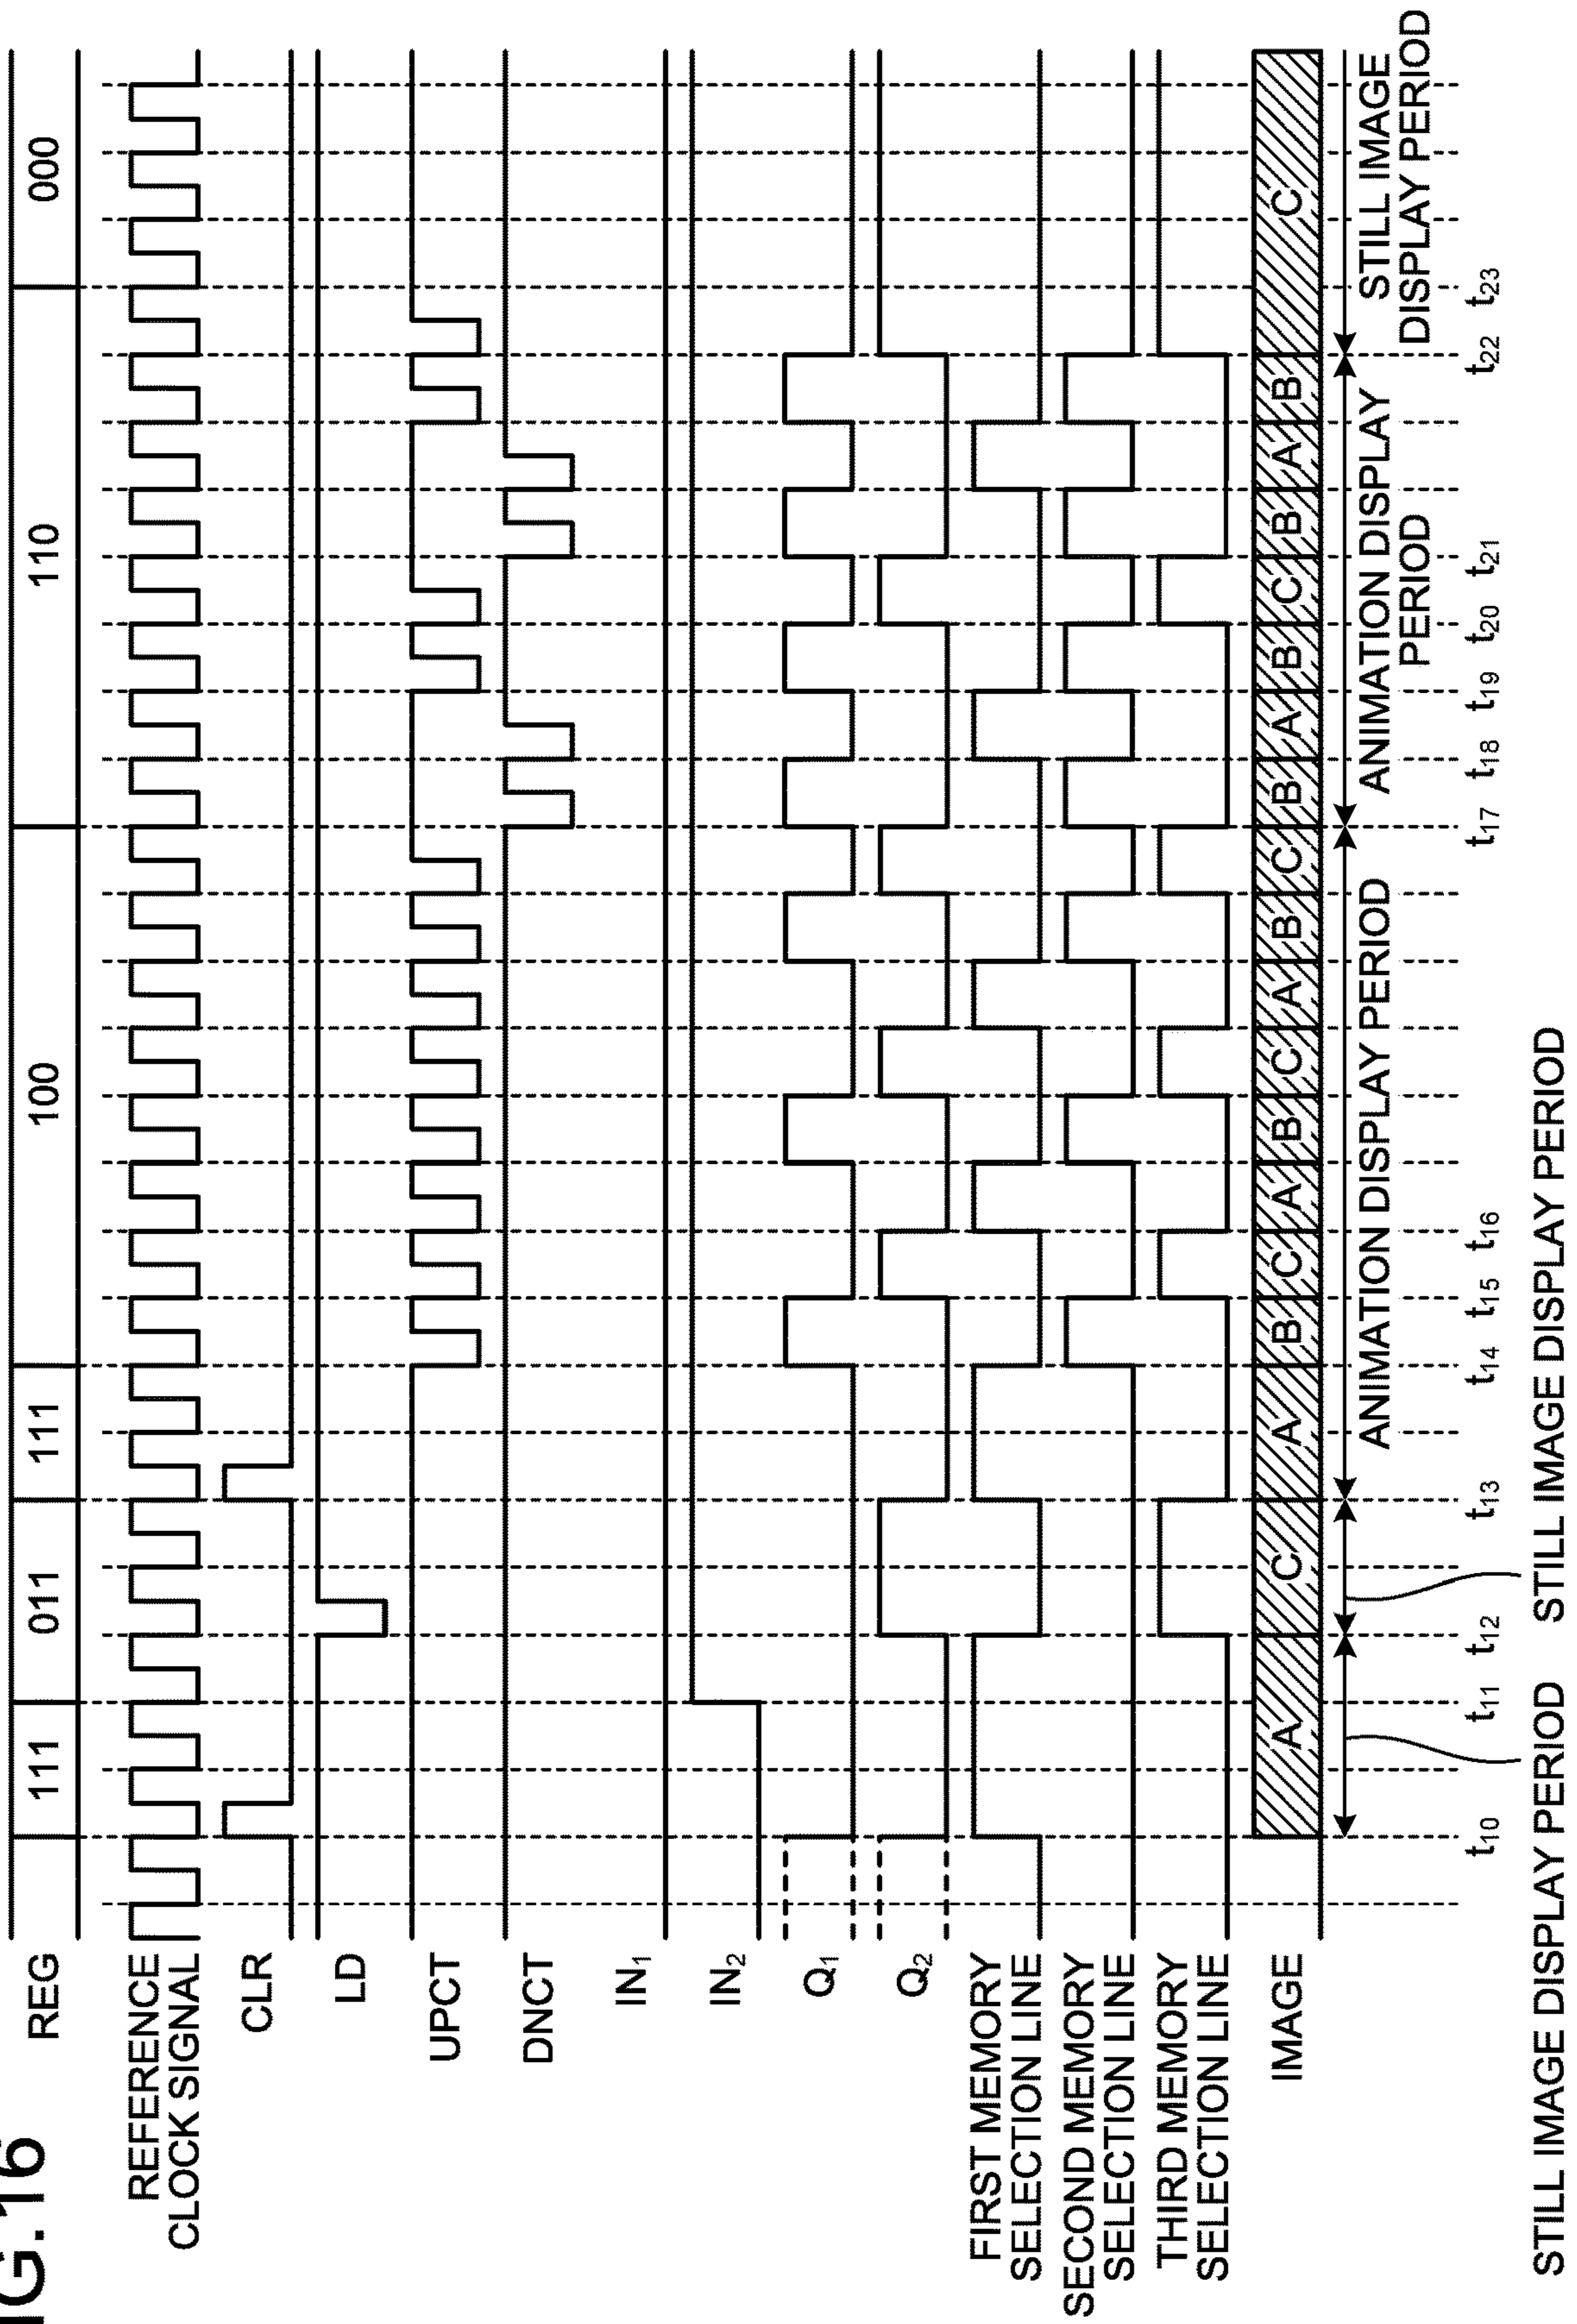 IG.16
REG 111 011 111 100 110 000
REFERENCE
CLOCK SIGNAL
CLR
LD
UPCT
DNCT
IN1
IN2
Q1
Q2
FIRST MEMORY
SELECTION LINE
SECOND MEMORY
SELECTION LINE
THIRD MEMORY
SELECTION LINE
IMAGE A C A B C A B C A B C B A B C B A B C
ANIMATION DISPLAY PERIOD
ANIMATION DISPLAY
PERIOD
STILL IMAGE
DISPLAY PERIOD
t10 t11 t12 t13 t14 t15 t16 t17 t18 t19 t20 t21 t22 t23
STILL IMAGE DISPLAY PERIOD STILL IMAGE DISPLAY PERIOD